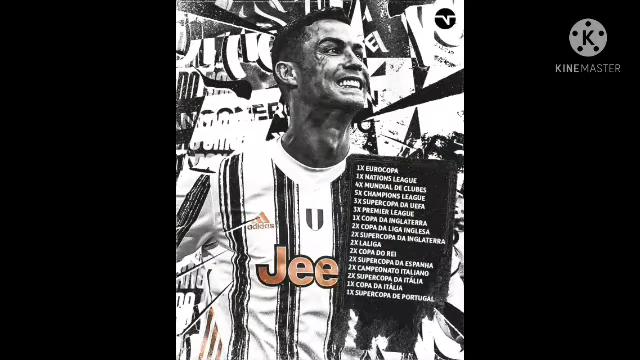 KINEMASTER
1X EUROCOPA
1X NATIONS LEAGUE
4X MUNDIAL DE CLUBES
5X CHAMPIONS LEAGUE
3X SUPERCOPA DA UEFA
3X PREMIER LEAGUE
1X COPA DA INGLATERRA
2X COPA DA LIGA INGLESA
2X SUPERCOPA DA INGLATERRA
2X LALIGA
2X COPA DO REI
2X SUPERCOPA DA ESPANHA
2X CAMPEONATO ITALIANO
2X SUPERCOPA DA ITÁLIA
1X COPA DA ITÁLIA
1X SUPERCOPA DE PORTUGAL
adidas
Jee